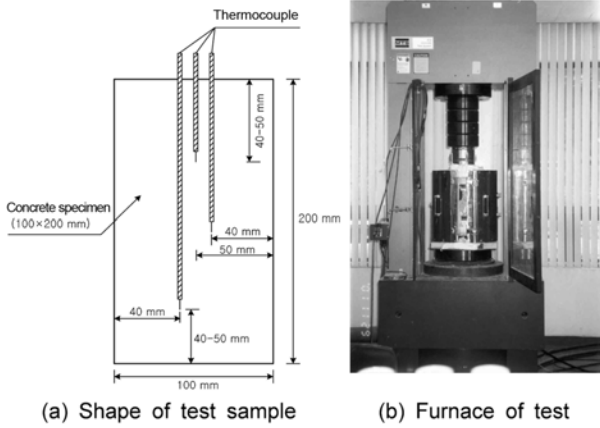 Thermocouple
40-50 mm
Concrete specimen
(100×200 mm)
200 mm
40 mm
50 mm
40 mm
40-50 mm
100 mm
(a) Shape of test sample
(b) Furnace of test